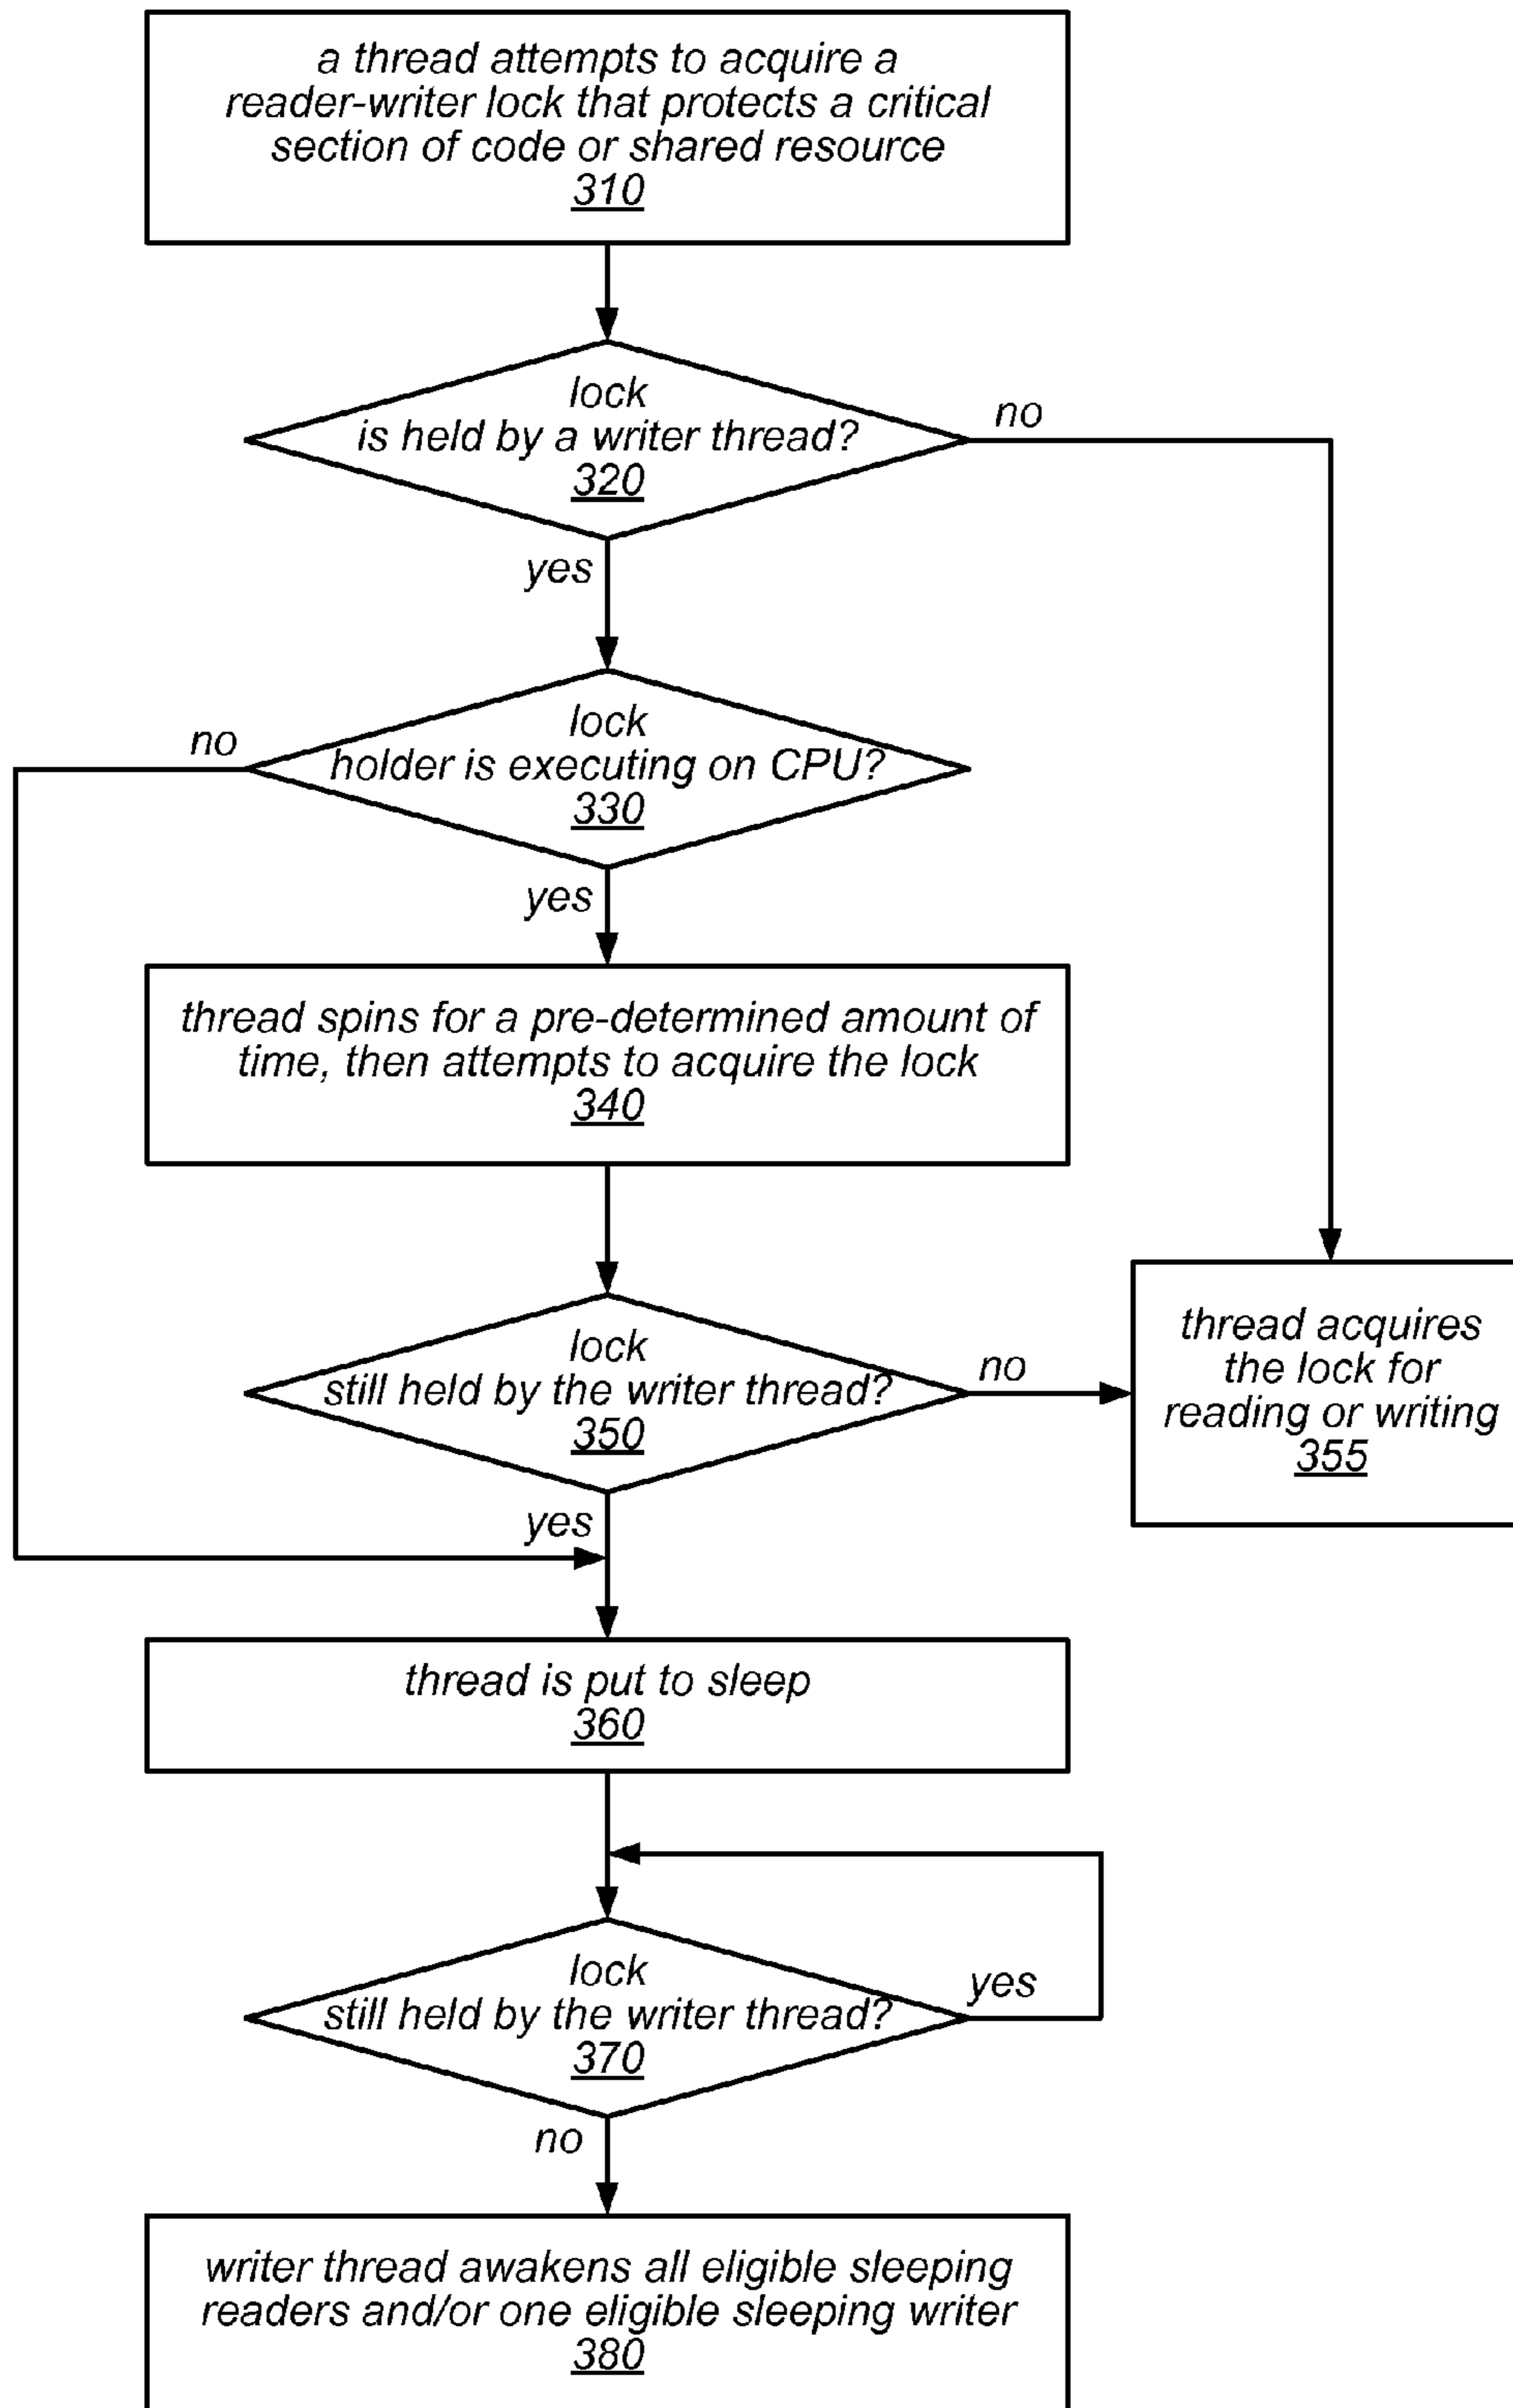 a thread attempts to acquire a
reader-writer lock that protects a critical
section of code or shared resource
310
lock
is held by a writer thread?
320
no
yes
lock
holder is executing on CPU?
330
no
yes
thread spins for a pre-determined amount of
time, then attempts to acquire the lock
340
lock
still held by the writer thread?
350
no
thread acquires
the lock for
reading or writing
355
yes
thread is put to sleep
360
lock
still held by the writer thread?
370
yes
no
writer thread awakens all eligible sleeping
readers and/or one eligible sleeping writer
380